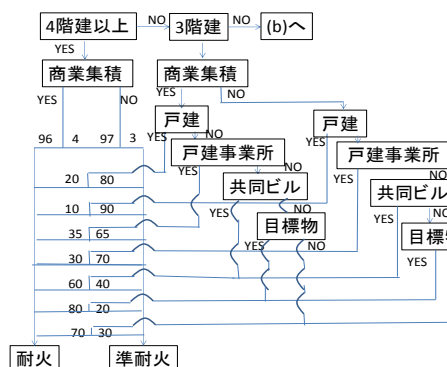 4階建以上 NO 3階建 NO (b)へ
YES YES
商業集積 商業集積
YES NO YES NO
戸建 戸建
96 4 97 3 YES NO YES NO
戸建事業所 戸建事業所
20 80 YES NO YES NO
共同ビル 共同ビル
10 90 YES NO YES NO
目標物
35 65 YES NO YES
30 70
60 40
80 20
70 30
耐火 準耐火